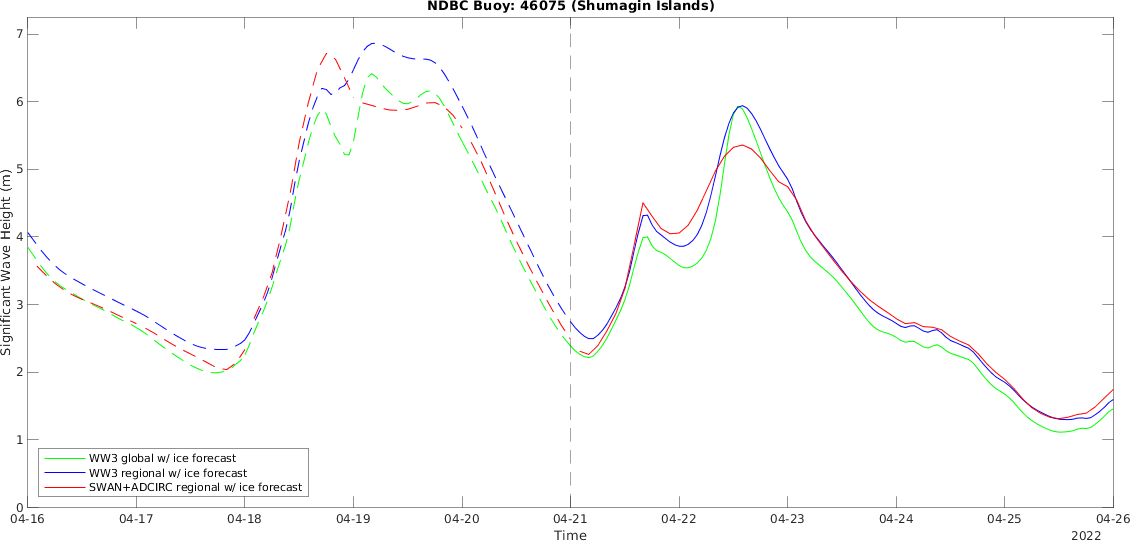 NDBC Buoy: 46075 (Shumagin Islands)
7
6
5
4
3
2
1
0
Significant Wave Height (m)
WW3 global w/ ice forecast
WW3 regional w/ ice forecast
SWAN+ADCIRC regional w/ ice forecast
04-16 04-17 04-18 04-19 04-20 04-21 04-22 04-23 04-24 04-25 04-26
Time
2022